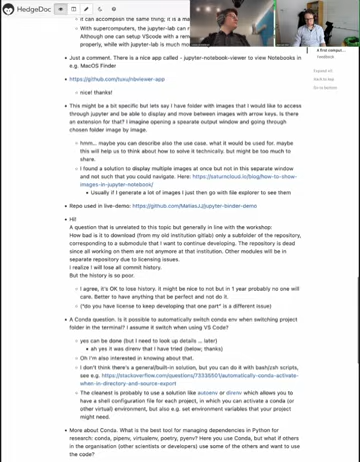 HedgeDoc
it can accomplish the same thing; it is a ma
With supercomputers, the jupyter-lab can
Although one can setup VScode with a rem
properly, while with jupyter-lab is much mo
Just a comment. There is a nice app called - jupyter-notebook-viewer to view Notebooks in
e.g. MacOS Finder
https://github.com/tuxu/nbviewer-app
nice! thanks!
This might be a bit specific but lets say I have folder with images that I would like to access
through jupyter and be able to display and move between images with arrow keys. Is there
an extension for that? I imagine opening a separate output window and going through
chosen folder image by image.
hmm... maybe you can describe also the use case, what it would be used for. maybe
this will help us to think about how to solve it technically. but might be too much to
share.
I found a solution to display multiple images at once but not in this separate window
and not such that you could navigate. Here: https://saturncloud.io/blog/how-to-show-
images-in-jupyter-notebook/
Usually if I generate a lot of images I just then go with file explorer to see them
Repo used in live-demo: https://github.com/MatiasJJ/jupyter-binder-demo
Hi!
A question that is unrelated to this topic but generally in line with the workshop:
How bad is it to download (from my old institution gitlab) only a subfolder of the repository,
corresponding to a submodule that I want to continue developing. The repository is dead
since all working on them are not anymore at that institution. Other modules will be in
separate repository due to licensing issues.
I realize I will lose all commit history.
But the history is so poor.
I agree, it's OK to lose history. it might be nice to not but in 1 year probably no one will
care. Better to have anything that be perfect and not do it.
("do you have license to keep developing that one part" is a different issue)
A Conda question. Is it possible to automatically switch conda env when switching project
folder in the terminal? I assume it switch when using VS Code?
yes can be done (but I need to look up details ... later)
ah yes it was direnv that I have tried (below, thanks)
Oh I'm also interested in knowing about that.
I don't think there's general/built-in solution, but you can do it with bash/zsh scripts,
see e.g. https://stackoverflow.com/questions/73338501/automatically-conda-activate-
when-in-directory-and-source-export
The cleanest is probably to use a solution like autoenv or direnv which allows you to
have a shell configuration file for each project, in which you can activate a conda (or
other virtual) environment, but also e.g. set environment variables that your project
might need.
More about Conda. What is the best tool for managing dependencies in Python for
research: conda, pipenv, virtualenv, poetry, pyenv? Here you use Conda, but what if others
in the organisation (other scientists or developers) use want to use something else to use the
code?